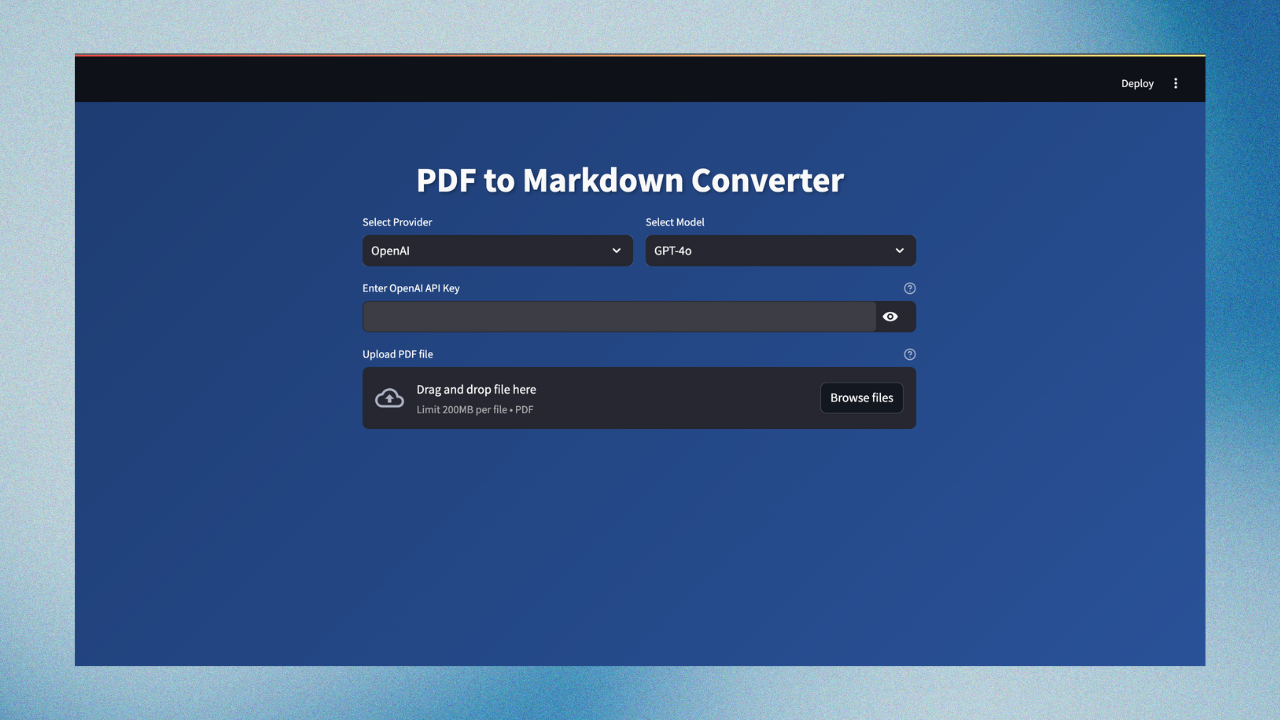 Deploy
PDF to Markdown Converter
Select Provider
Select Model
OpenAI
GPT-4o
Enter OpenAI API Key
Upload PDF file
Drag and drop file here
Limit 200MB per file • PDF
Browse files